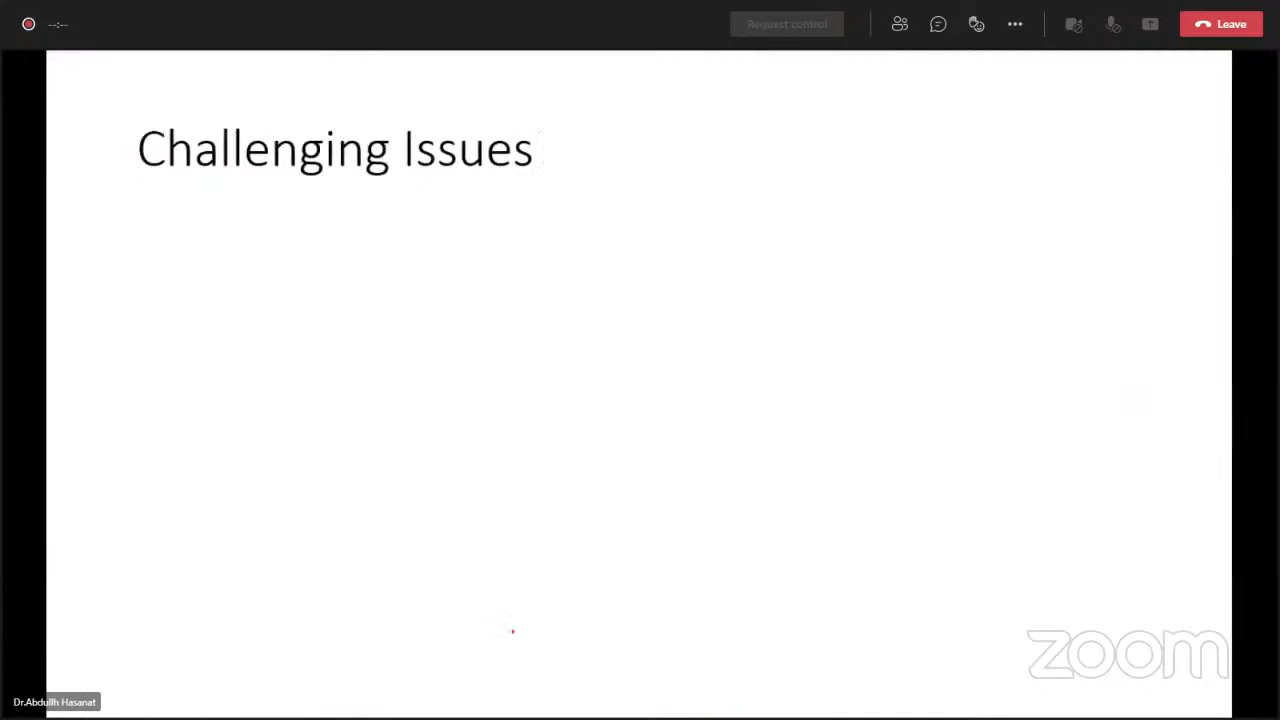 --:--
Request control
Leave
Challenging Issues
zoom
Dr.Abdullh Hasanat